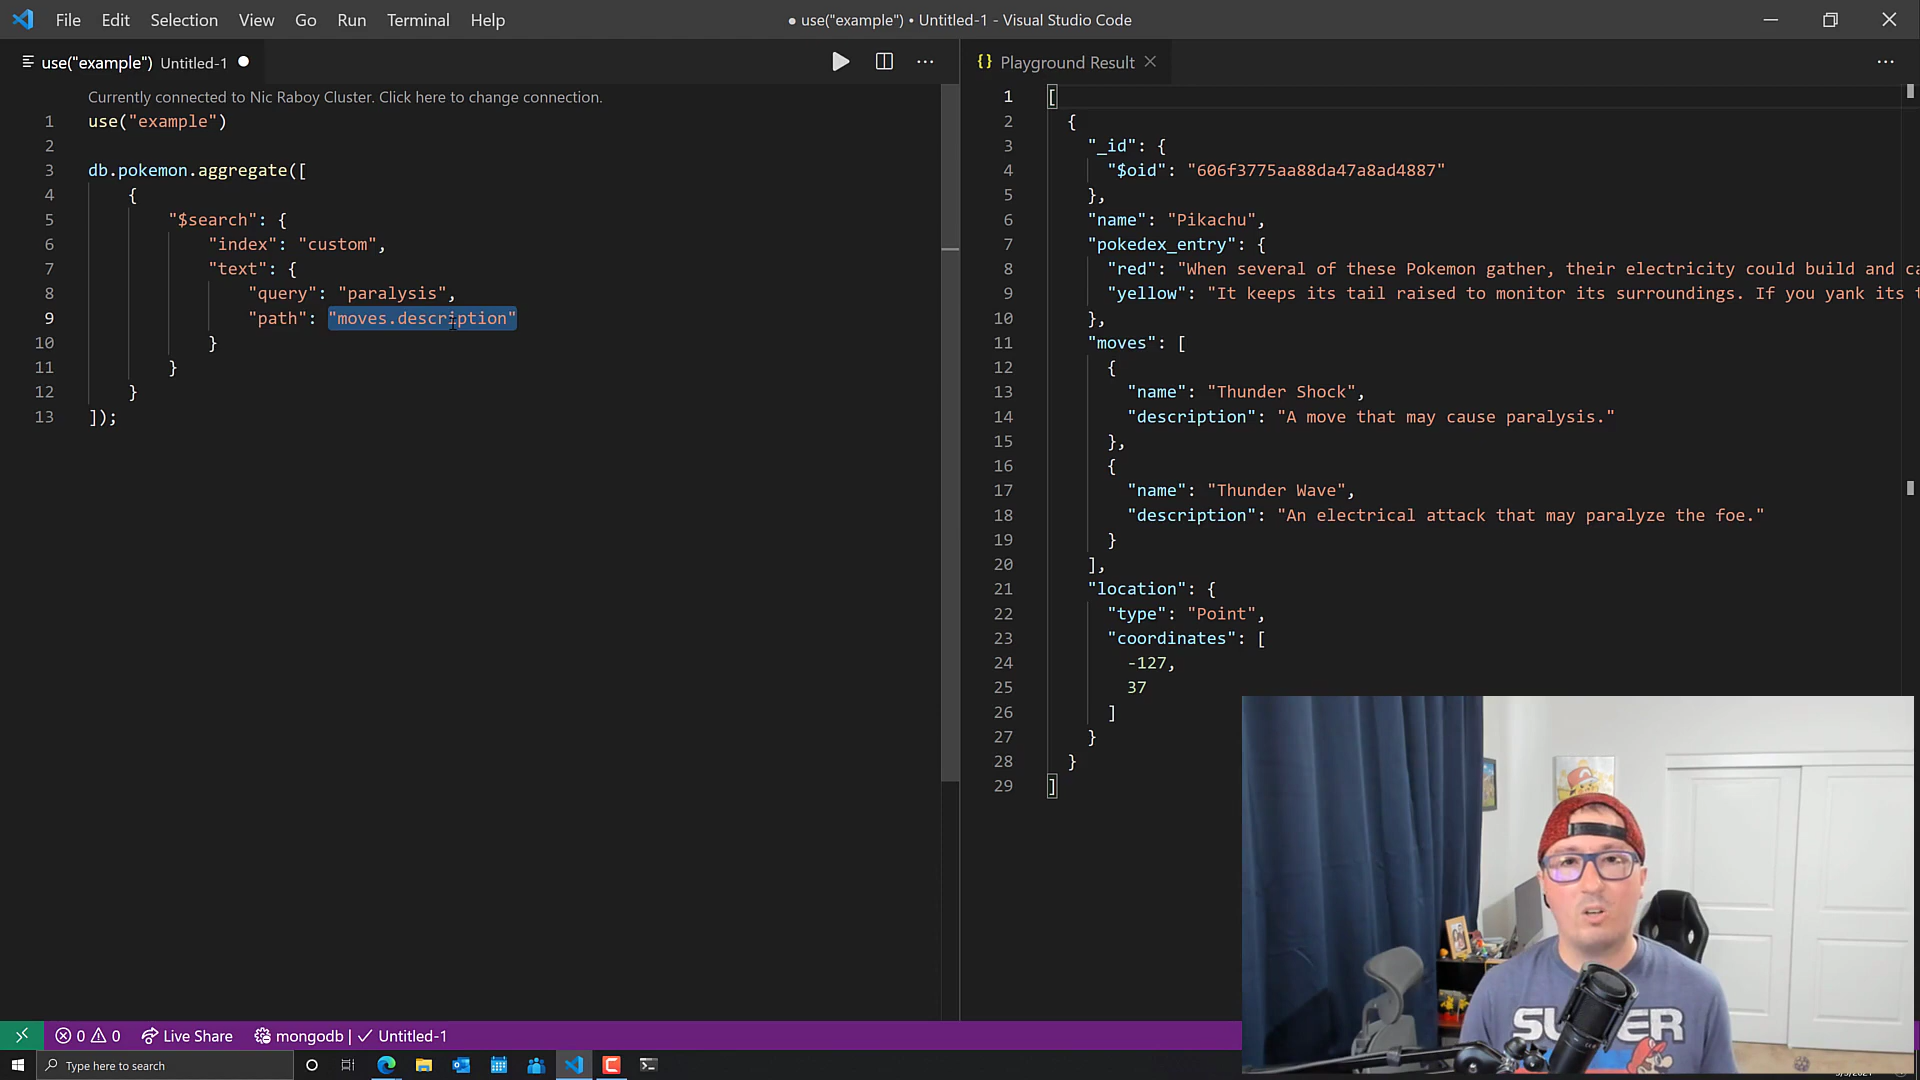 File Edit Selection View Go Run Terminal Help
● use("example") • Untitled-1 - Visual Studio Code
use("example") Untitled-1
Currently connected to Nic Raboy Cluster. Click here to change connection.
1 use("example")
2
3 db.pokemon.aggregate([
4 {
5 "$search": {
6 "index": "custom",
7 "text": {
8 "query": "paralysis",
9 "path": "moves.description"
10 }
11 }
12 }
13 ]);
{} Playground Result
1 [
2 {
3 "_id": {
4 "$oid": "606f3775aa88da47a8ad4887"
5 },
6 "name": "Pikachu",
7 "pokedex_entry": {
8 "red": "When several of these Pokemon gather, their electricity could build and ca
9 "yellow": "It keeps its tail raised to monitor its surroundings. If you yank its t
10 },
11 "moves": [
12 {
13 "name": "Thunder Shock",
14 "description": "A move that may cause paralysis."
15 },
16 {
17 "name": "Thunder Wave",
18 "description": "An electrical attack that may paralyze the foe."
19 }
20 ],
21 "location": {
22 "type": "Point",
23 "coordinates": [
24 -127,
25 37
26 ]
27 }
28 }
29 ]
SUPER
0 0 Live Share mongodb | ✓ Untitled-1
Type here to search